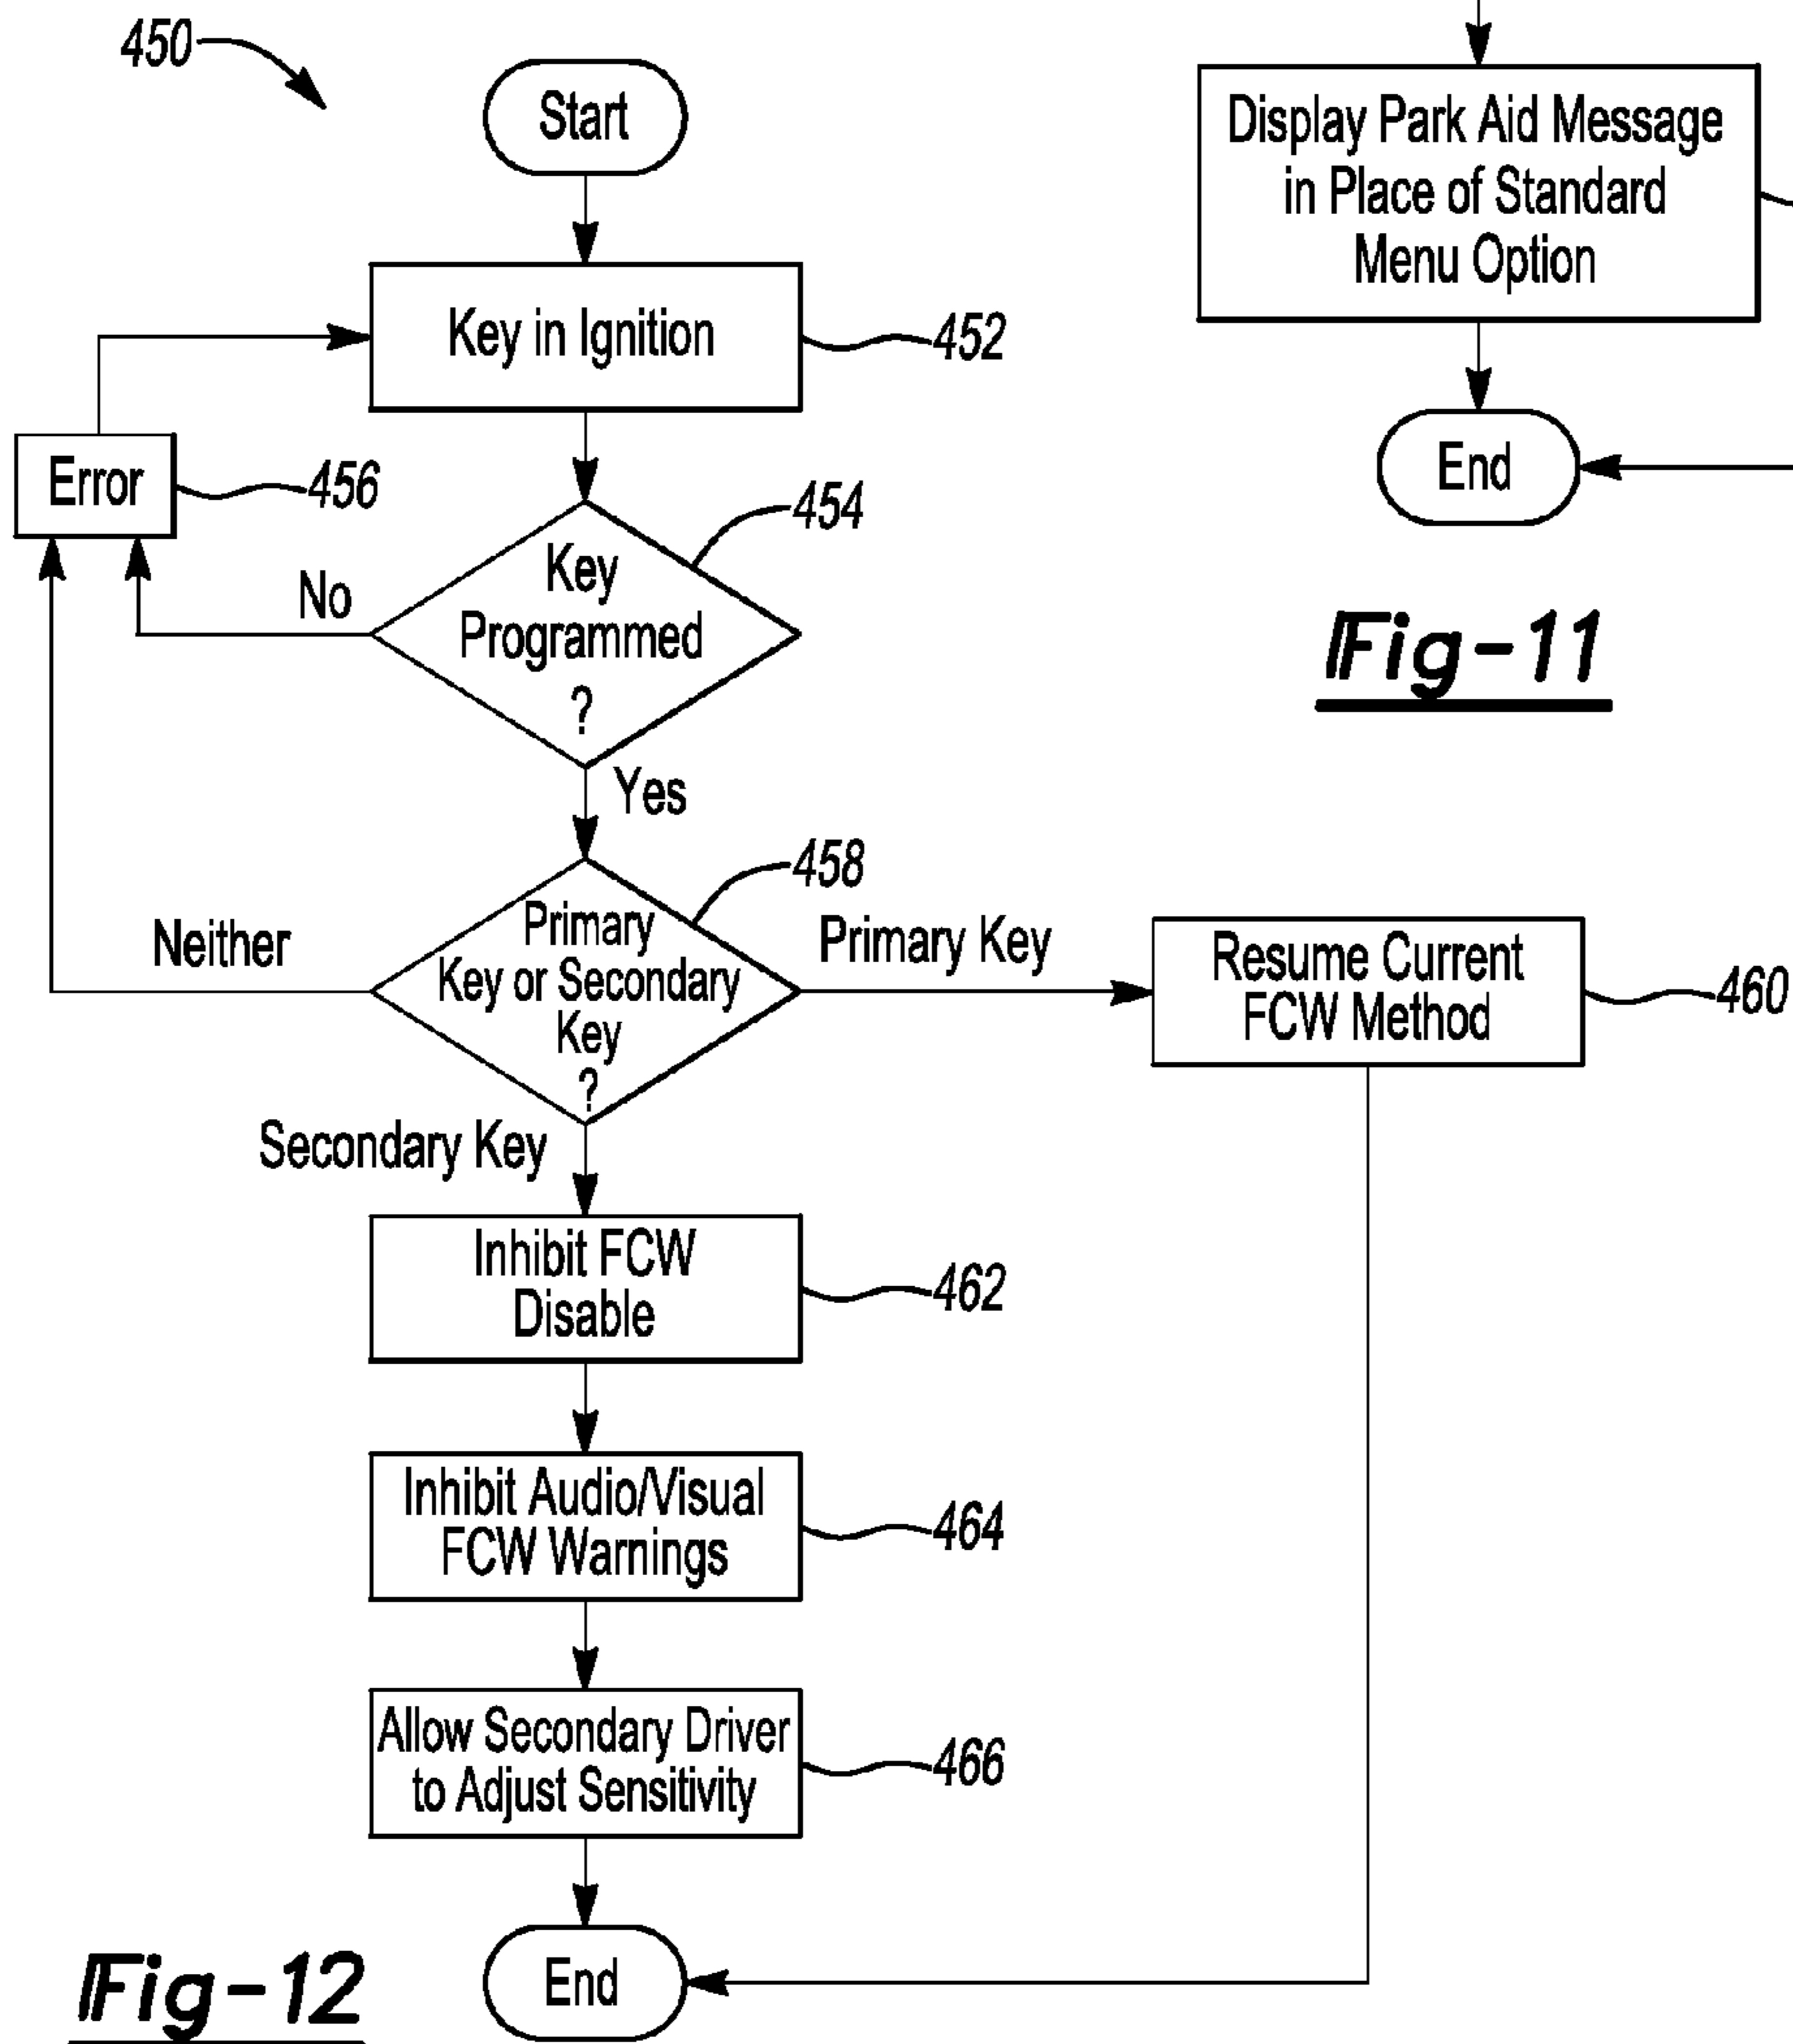 450
Start
Key in Ignition
452
Error
456
454
Key
Programmed
?
No
Yes
458
Primary
Key or Secondary
Key
?
Neither
Primary Key
Resume Current
FCW Method
460
Secondary Key
Inhibit FCW
Disable
462
Inhibit Audio/Visual
FCW Warnings
464
Allow Secondary Driver
to Adjust Sensitivity
466
End
Fig-12
Display Park Aid Message
in Place of Standard
Menu Option
End
Fig-11